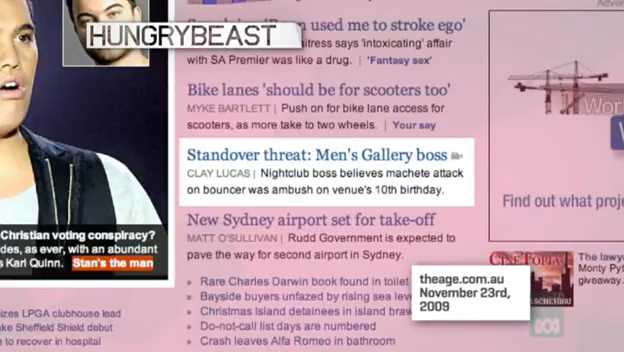 HUNGRYBEAST
used me to stroke ego'
itress says 'intoxicating' affair
with SA Premier was like a drug. | 'Fantasy sex'
Bike lanes 'should be for scooters too'
MYKE BARTLETT | Push on for bike lane access for
scooters, as more take to two wheels. | Your say
Standover threat: Men's Gallery boss
CLAY LUCAS | Nightclub boss believes machete attack
on bouncer was ambush on venue's 10th birthday.
New Sydney airport set for take-off
MATT O'SULLIVAN | Rudd Government is expected to
pave the way for second airport in Sydney.
Rare Charles Darwin book found in toilet
Bayside buyers unfazed by rising sea
Christmas Island detainees in island
Do-not-call list days are numbered
Crash leaves Alfa Romeo in bathroom
Christian voting conspiracy?
des, as ever, with an abundant
s Karl Quinn. Stan's the man
izes LPGA clubhouse lead
ke Sheffield Shield debut
e to recover in hospital
Find out what proje
The lawye
Monty Pyt
giveaway.
theage.com.au
November 23rd,
2009